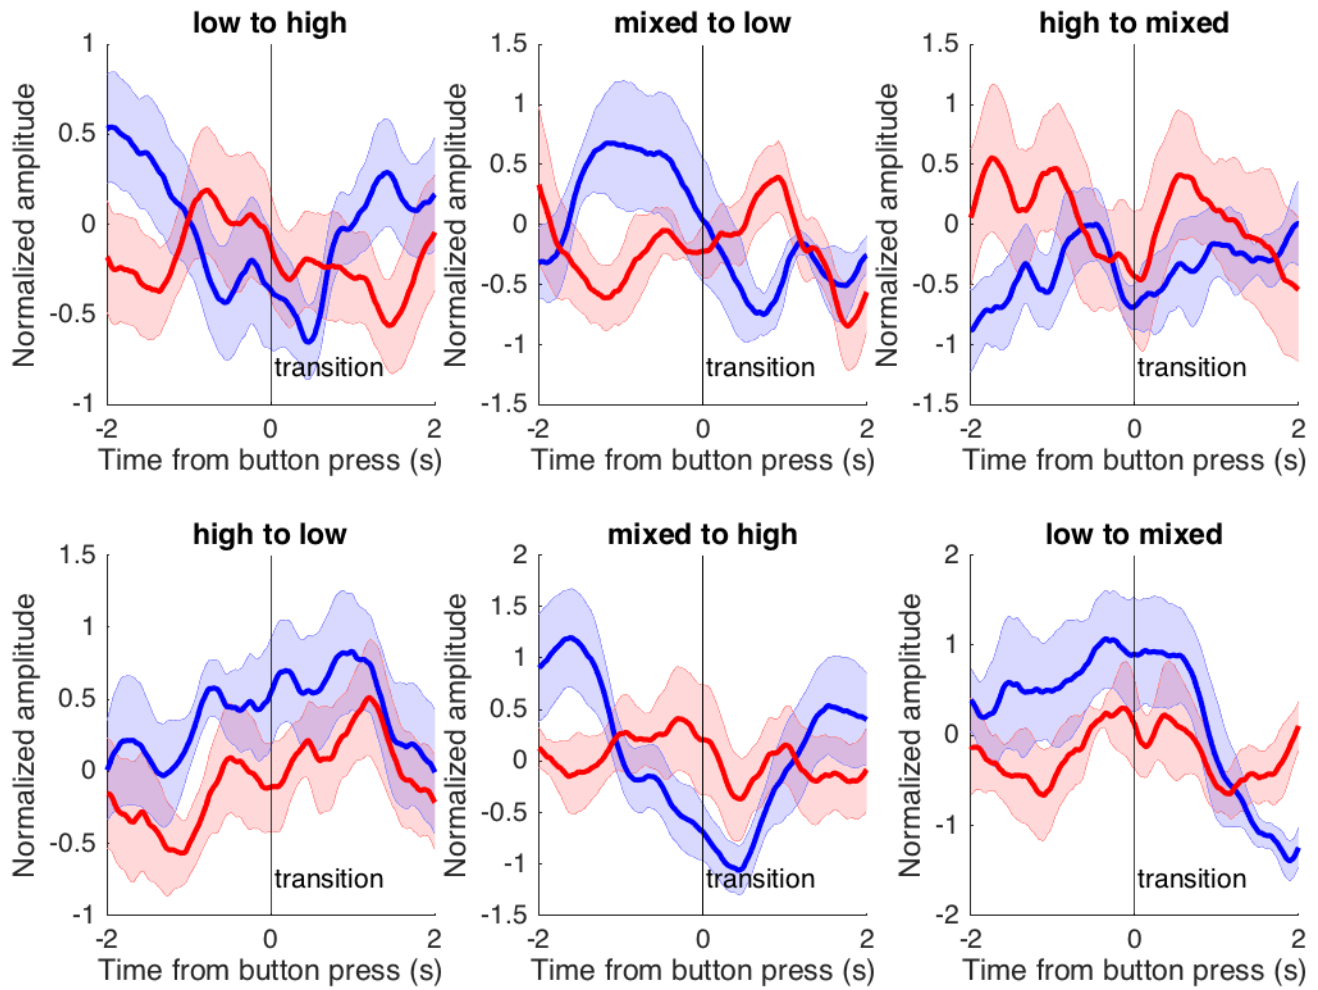 low to high
Normalized amplitude
1
0.5
0
-0.5
-1
transition
-2 0 2
Time from button press (s)
mixed to low
Normalized amplitude
1.5
1
0.5
0
-0.5
-1
-1.5
transition
-2 0 2
Time from button press (s)
high to mixed
Normalized amplitude
1.5
1
0.5
0
-0.5
-1
-1.5
transition
-2 0 2
Time from button press (s)
high to low
Normalized amplitude
1.5
1
0.5
0
-0.5
-1
transition
-2 0 2
Time from button press (s)
mixed to high
Normalized amplitude
2
1.5
1
0.5
0
-0.5
-1
-1.5
transition
-2 0 2
Time from button press (s)
low to mixed
Normalized amplitude
2
1
0
-1
-2
transition
-2 0 2
Time from button press (s)